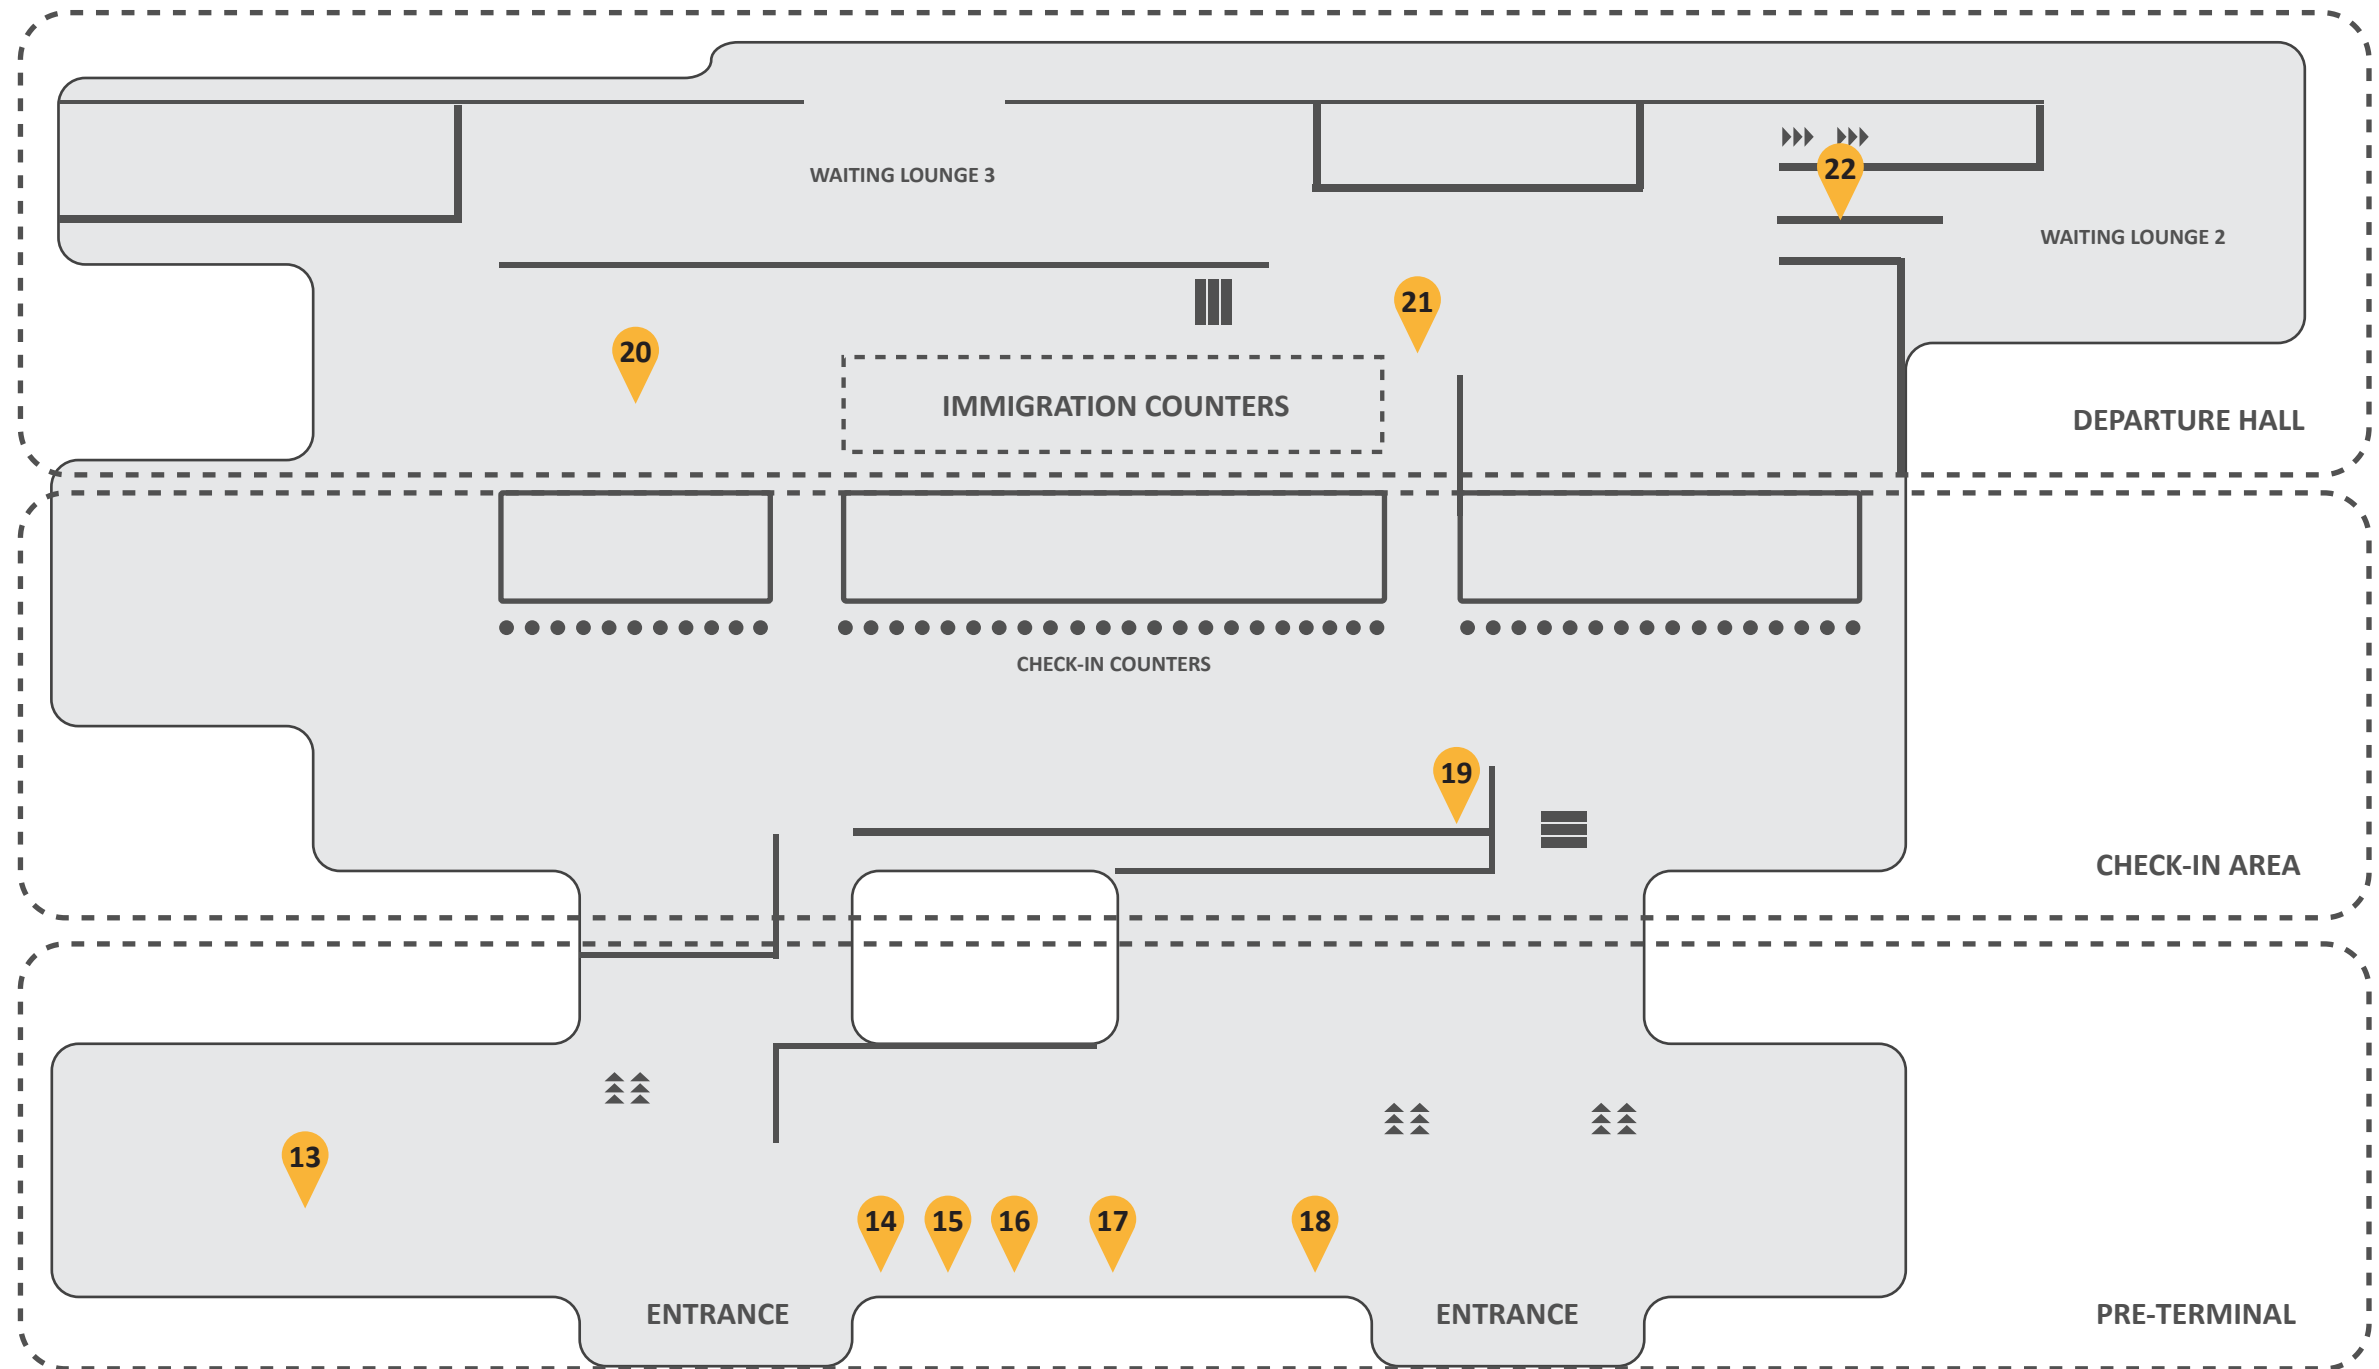 WAITING LOUNGE 3
22
WAITING LOUNGE 2
21
20
IMMIGRATION COUNTERS
DEPARTURE HALL
CHECK-IN COUNTERS
19
CHECK-IN AREA
13
14 15 16 17 18
ENTRANCE ENTRANCE PRE-TERMINAL